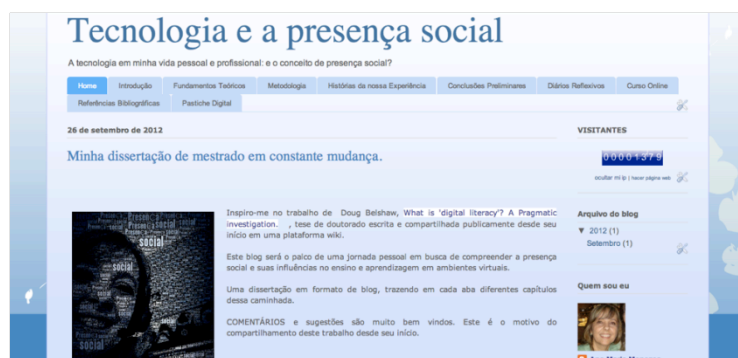 Tecnologia e a presença social
A tecnologia em minha vida pessoal e profissional: e o conceito de presença social?
Home Introdução Fundamentos Teóricos Metodologia Histórias da nossa Experiência Conclusões Preliminares Diários Reflexivos Curso Online
Referências Bibliográficas Pastiche Digital
26 de setembro de 2012
Minha dissertação de mestrado em constante mudança.
Inspiro-me no trabalho de Doug Belshaw, What is 'digital literacy'? A Pragmatic
investigation. , tese de doutorado escrita e compartilhada publicamente desde seu
início em uma plataforma wiki.
Este blog será o palco de uma jornada pessoal em busca de compreender a presença
social e suas influências no ensino e aprendizagem em ambientes virtuais.
Uma dissertação em formato de blog, trazendo em cada aba diferentes capítulos
dessa caminhada.
COMENTÁRIOS e sugestões são muito bem vindos. Este é o motivo do
compartilhamento deste trabalho desde seu início.
social
social
social
VISITANTES
00001379
ocultar mi ip | hacer página web
Arquivo do blog
▼ 2012 (1)
Setembro (1)
Quem sou eu